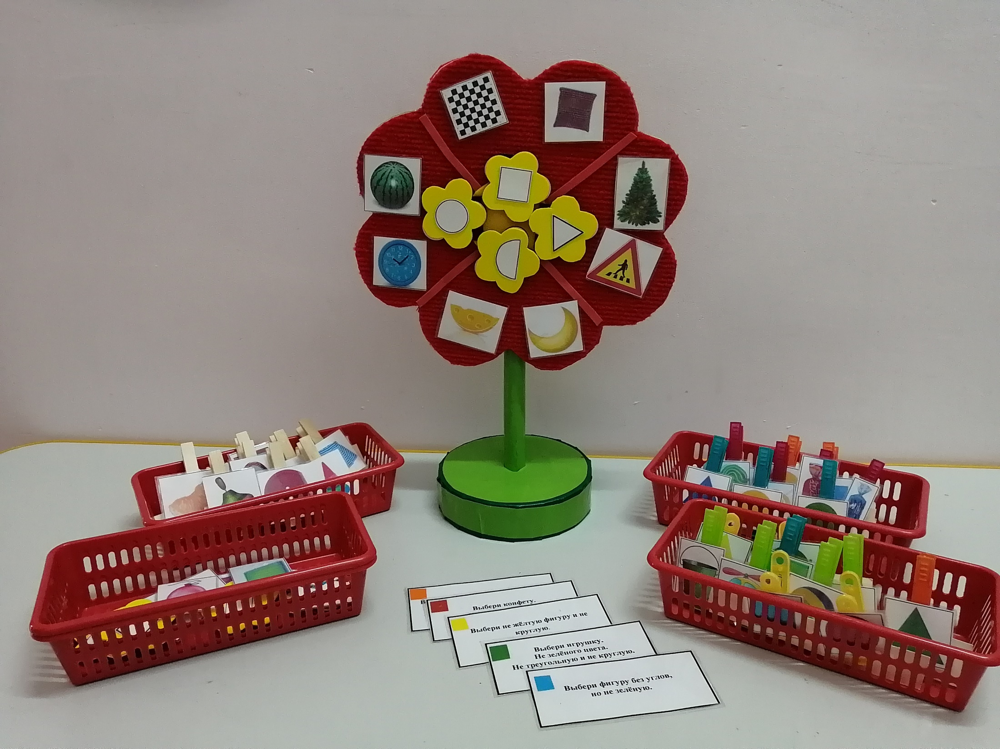 Выбери конфету.
Выбери не жёлтую фигуру и не
круглую.
Выбери игрушку.
Не зелёного цвета.
Не треугольную и не круглую.
Выбери фигуру без углов,
но не зелёную.